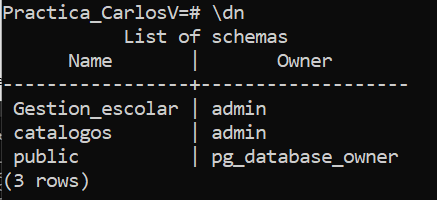 Practica_CarlosV=# \dn
List of schemas
Name | Owner
-----------------+-------------------
Gestion_escolar | admin
catalogos | admin
public | pg_database_owner
(3 rows)